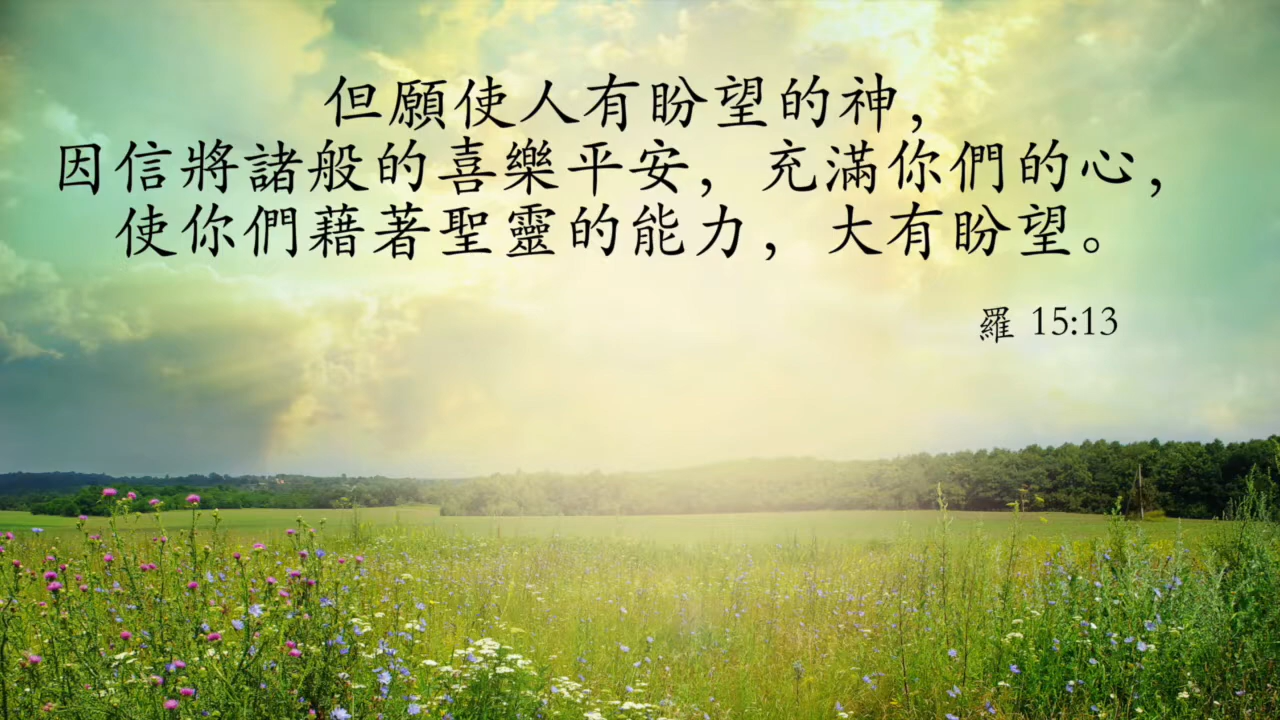 但願使人有盼望的神，
因信將諸般的喜樂平安，充滿你們的心，
使你們藉著聖靈的能力，大有盼望。
羅 15:13